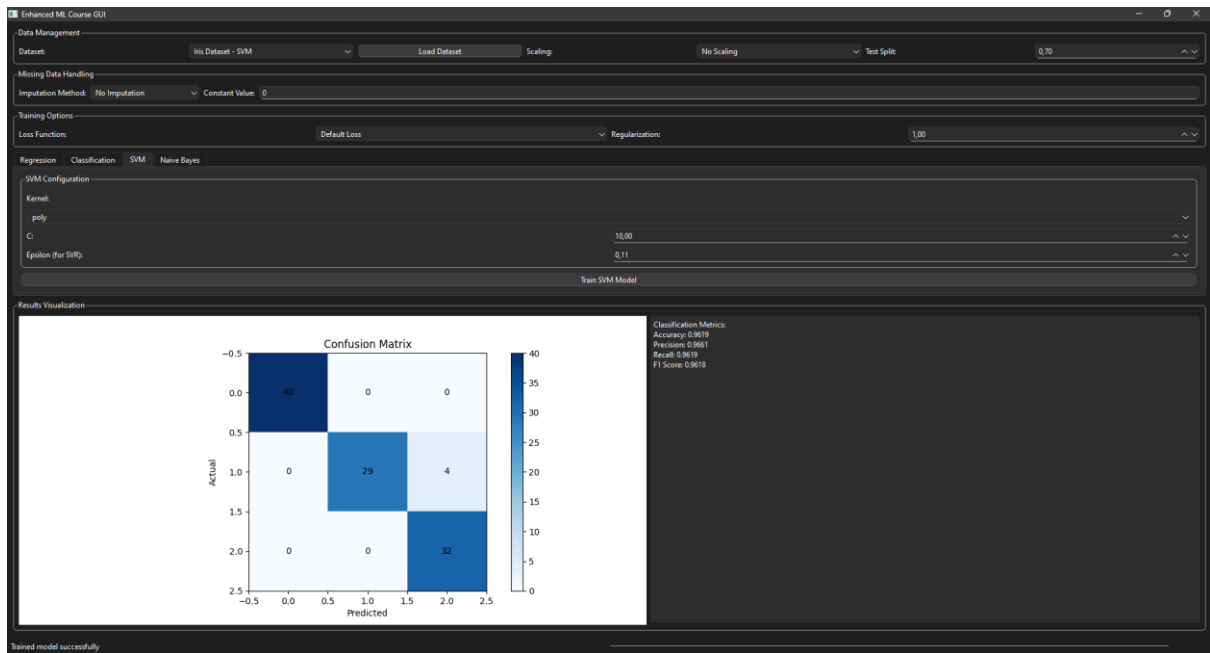 Enhanced ML Course GUI
Data Management
Dataset: Iris Dataset - SVM Load Dataset Scaling: No Scaling Test Split: 0,70
Missing Data Handling
Imputation Method: No Imputation Constant Value: 0
Training Options
Loss Function: Default Loss Regularization: 1,00
Regression Classification SVM Naive Bayes
SVM Configuration
Kernel:
poly
C: 10,00
Epsilon (for SVR): 0,11
Train SVM Model
Results Visualization
Confusion Matrix
−0.5
0.0
0.5
1.0
1.5
2.0
2.5
Actual
40 0 0
0 29 4
0 0 32
−0.5 0.0 0.5 1.0 1.5 2.0 2.5
Predicted
40
35
30
25
20
15
10
5
0
Classification Metrics:
Accuracy: 0.9619
Precision: 0.9661
Recall: 0.9619
F1 Score: 0.9618
Trained model successfully